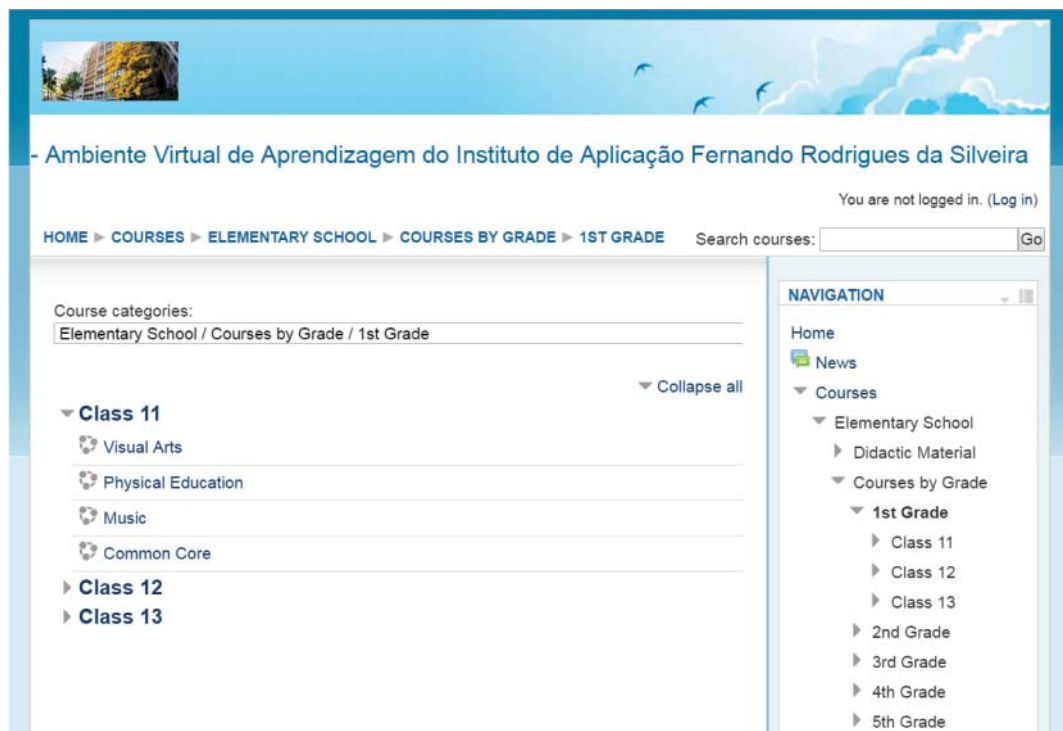 - Ambiente Virtual de Aprendizagem do Instituto de Aplicação Fernando Rodrigues da Silveira
You are not logged in. (Log in)
HOME ▶ COURSES ▶ ELEMENTARY SCHOOL ▶ COURSES BY GRADE ▶ 1ST GRADE
Search courses:
Go
Course categories:
Elementary School / Courses by Grade / 1st Grade
Collapse all
Class 11
Visual Arts
Physical Education
Music
Common Core
Class 12
Class 13
NAVIGATION
Home
News
Courses
Elementary School
Didactic Material
Courses by Grade
1st Grade
Class 11
Class 12
Class 13
2nd Grade
3rd Grade
4th Grade
5th Grade